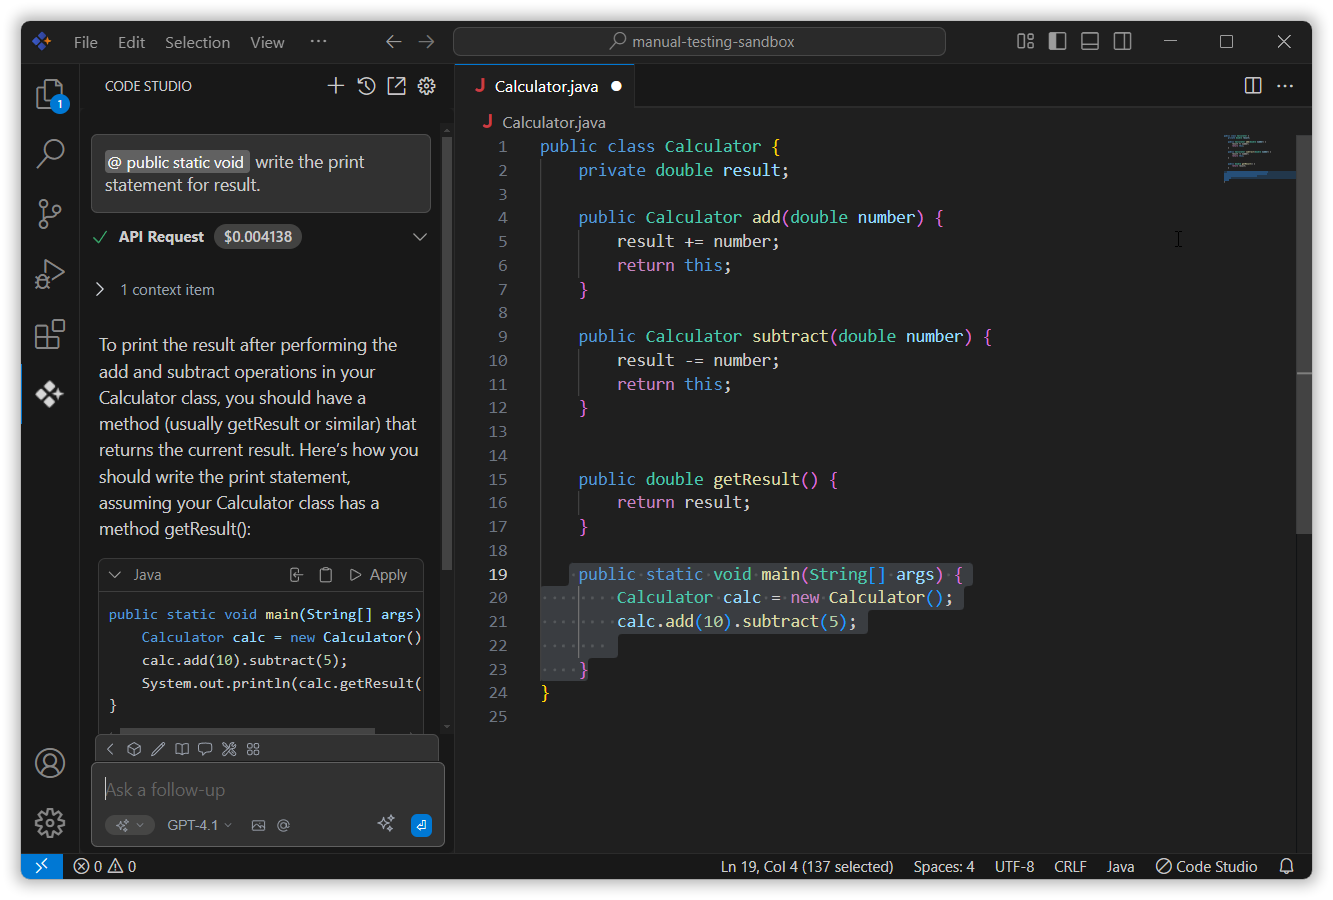 File Edit Selection View ···
manual-testing-sandbox
1
CODE STUDIO
Calculator.java
Calculator.java
@ public static void write the print
statement for result.
API Request $0.004138
1 context item
To print the result after performing the
add and subtract operations in your
Calculator class, you should have a
method (usually getResult or similar) that
returns the current result. Here's how you
should write the print statement,
assuming your Calculator class has a
method getResult():
Java Apply
public static void main(String[] args)
    Calculator calc = new Calculator()
    calc.add(10).subtract(5);
    System.out.println(calc.getResult(
}
Ask a follow-up
GPT-4.1
1 public class Calculator {
2     private double result;
3
4     public Calculator add(double number) {
5         result += number;
6         return this;
7     }
8
9     public Calculator subtract(double number) {
10         result -= number;
11         return this;
12     }
13
14
15     public double getResult() {
16         return result;
17     }
18
19     public static void main(String[] args) {
20         Calculator calc = new Calculator();
21         calc.add(10).subtract(5);
22
23     }
24 }
25
0 0
Ln 19, Col 4 (137 selected) Spaces: 4 UTF-8 CRLF Java Code Studio